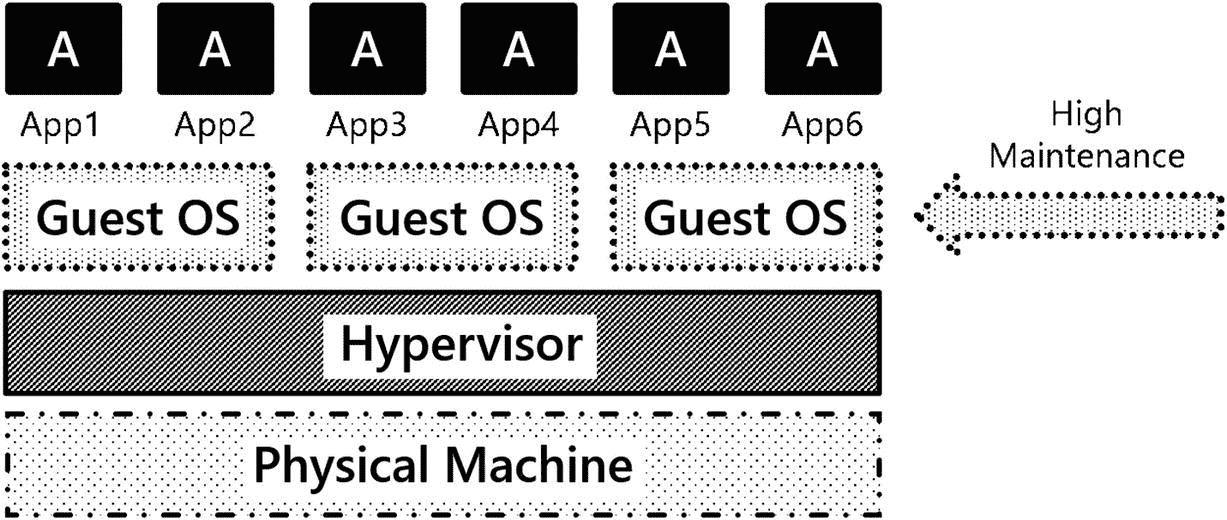 A A A A A A
App1 App2 App3 App4 App5 App6
High
Maintenance
Guest OS Guest OS Guest OS
Hypervisor
Physical Machine